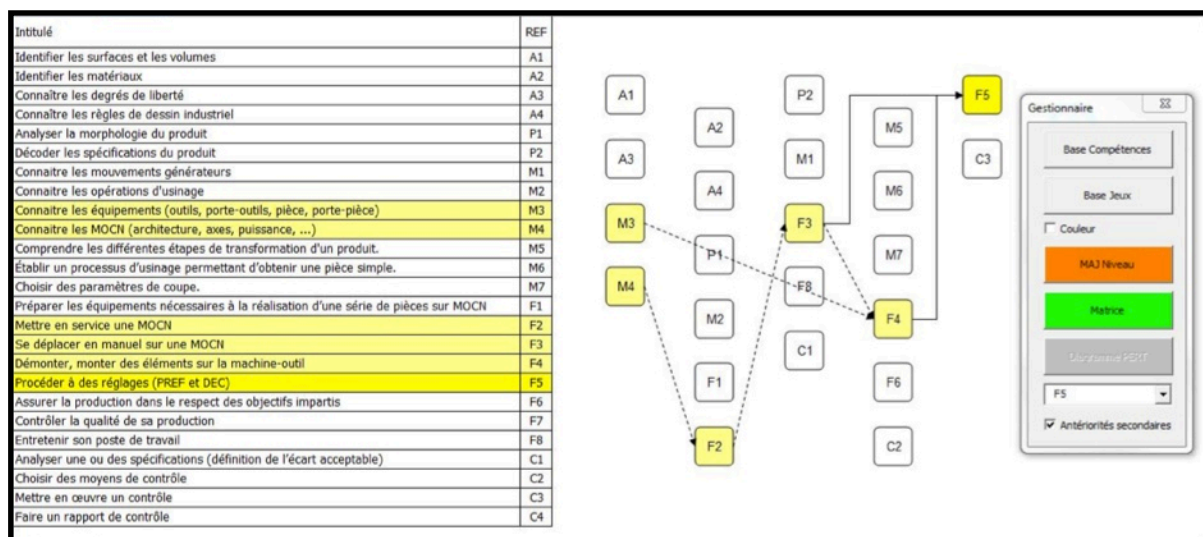 Intitulé REF
Identifier les surfaces et les volumes A1
Identifier les matériaux A2
Connaître les degrés de liberté A3
Connaître les règles de dessin industriel A4
Analyser la morphologie du produit P1
Décoder les spécifications du produit P2
Connaitre les mouvements générateurs M1
Connaitre les opérations d'usinage M2
Connaitre les équipements (outils, porte-outils, pièce, porte-pièce) M3
Connaitre les MOCN (architecture, axes, puissance, ...) M4
Comprendre les différentes étapes de transformation d'un produit. M5
Établir un processus d'usinage permettant d'obtenir une pièce simple. M6
Choisir des paramètres de coupe. M7
Préparer les équipements nécessaires à la réalisation d'une série de pièces sur MOCN F1
Mettre en service une MOCN F2
Se déplacer en manuel sur une MOCN F3
Démonter, monter des éléments sur la machine-outil F4
Procéder à des réglages (PREF et DEC) F5
Assurer la production dans le respect des objectifs impartis F6
Contrôler la qualité de sa production F7
Entretenir son poste de travail F8
Analyser une ou des spécifications (définition de l'écart acceptable) C1
Choisir des moyens de contrôle C2
Mettre en œuvre un contrôle C3
Faire un rapport de contrôle C4
A1
A3
M3
M4
A2
A4
P1
M2
F1
F2
P2
M1
F3
F8
C1
M5
M6
M7
F4
F6
C2
F5
C3
Gestionnaire
Base Compétences
Base Jeux
Couleur
MAJ Niveau
Matrice
Diagramme PERT
F5
Antériorités secondaires